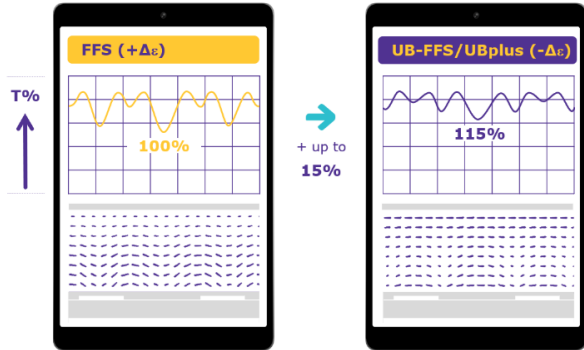 FFS (+Δε)
UB-FFS/UBplus (-Δε)
T%
100%
115%
+ up to
15%